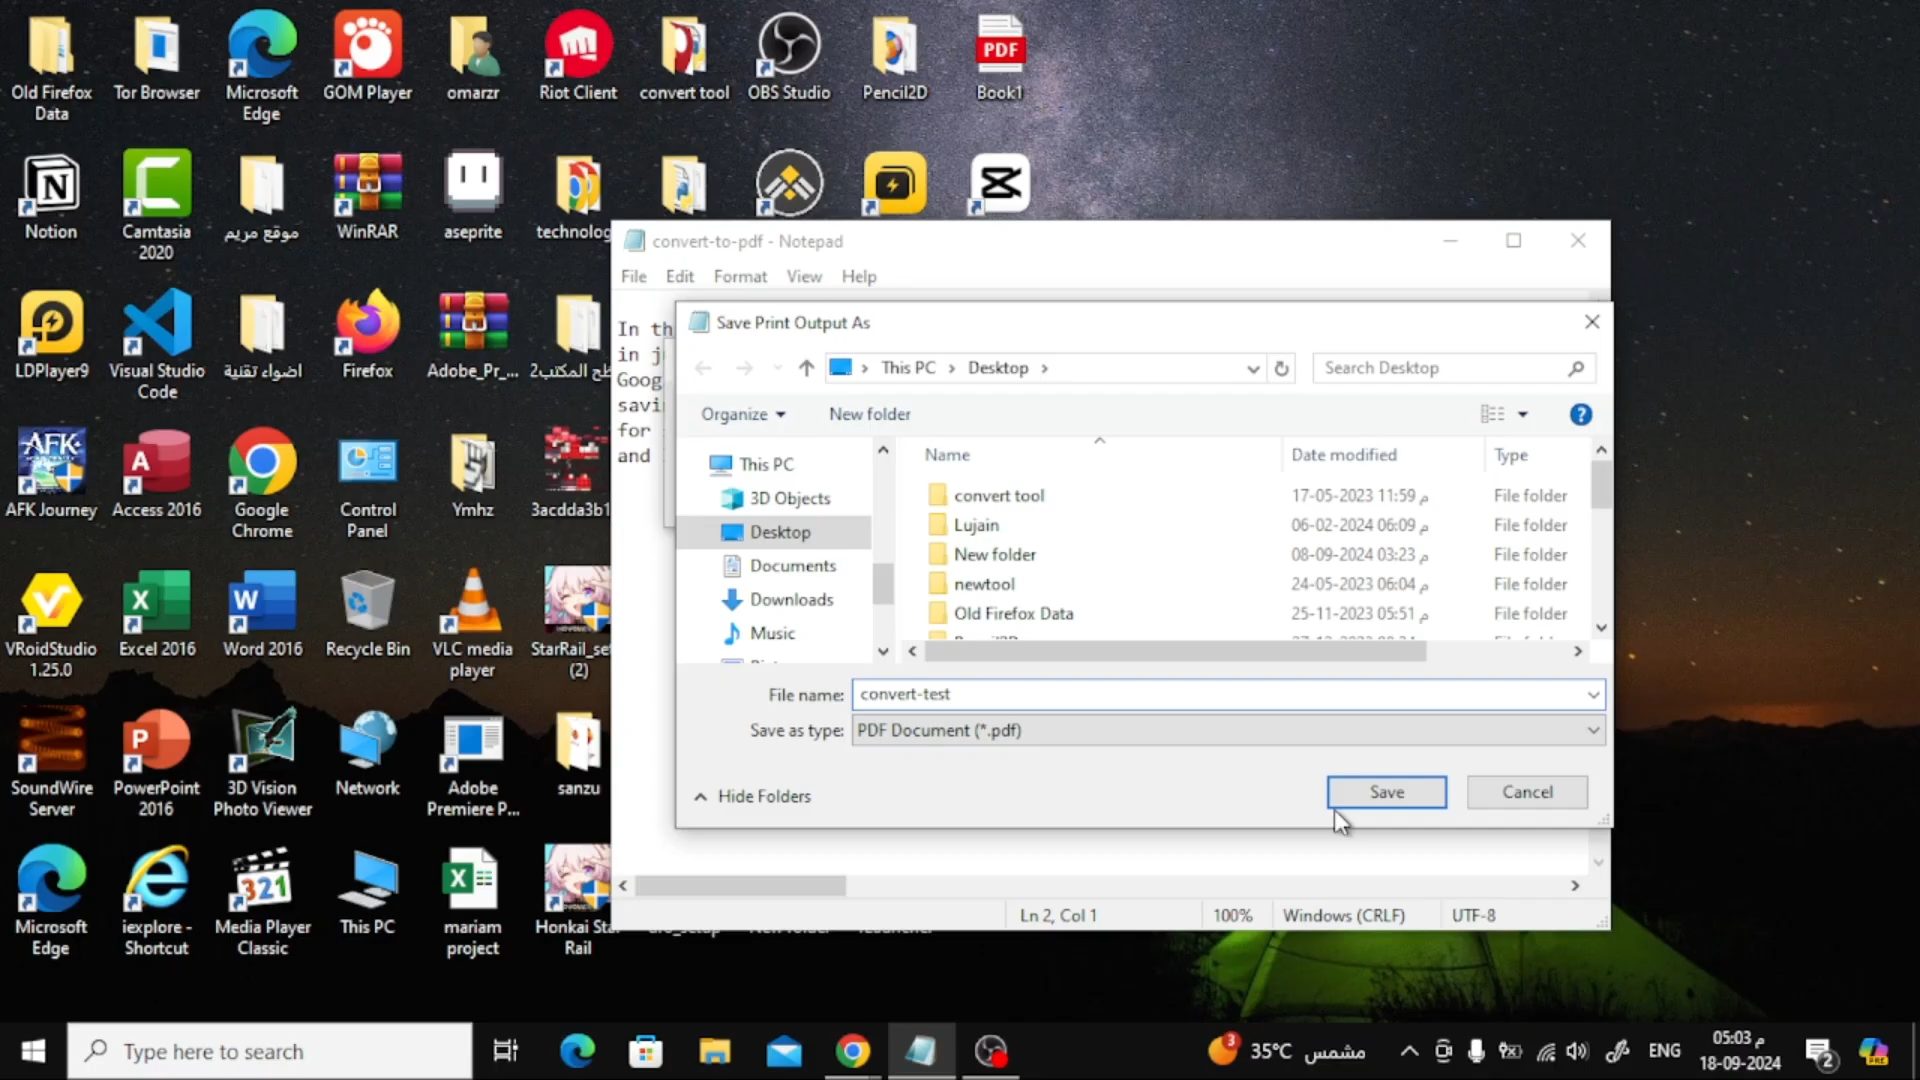 Old Firefox Data
Tor Browser
Microsoft Edge
GOM Player
omarzr
Riot Client
convert tool
OBS Studio
Pencil2D
PDF
Book1
Notion
Camtasia 2020
موقع مريم
WinRAR
aseprite
technolog
LDPlayer9
Visual Studio Code
اضواء تقنية
Firefox
Adobe_Pr_...
طح المكتب2
AFK Journey
Access 2016
Google Chrome
Control Panel
Ymhz
3acdda3b1
VRoidStudio 1.25.0
Excel 2016
Word 2016
Recycle Bin
VLC media player
StarRail_se
(2)
SoundWire Server
PowerPoint 2016
3D Vision Photo Viewer
Network
Adobe Premiere P...
sanzu
Microsoft Edge
iexplore - Shortcut
321
Media Player Classic
This PC
mariam project
Honkai Sta
Rail
convert-to-pdf - Notepad
File Edit Format View Help
In th
in j
Goog
savi
for
and
Save Print Output As
This PC > Desktop >
Search Desktop
Organize
New folder
Name
Date modified
Type
This PC
3D Objects
Desktop
Documents
Downloads
Music
convert tool 17-05-2023 11:59 م File folder
Lujain 06-02-2024 06:09 م File folder
New folder 08-09-2024 03:23 م File folder
newtool 24-05-2023 06:04 م File folder
Old Firefox Data 25-11-2023 05:51 م File folder
File name: convert-test
Save as type: PDF Document (*.pdf)
Hide Folders
Save
Cancel
Ln 2, Col 1
100%
Windows (CRLF)
UTF-8
Type here to search
3
35°C مشمس
ENG
05:03 م
18-09-2024
2